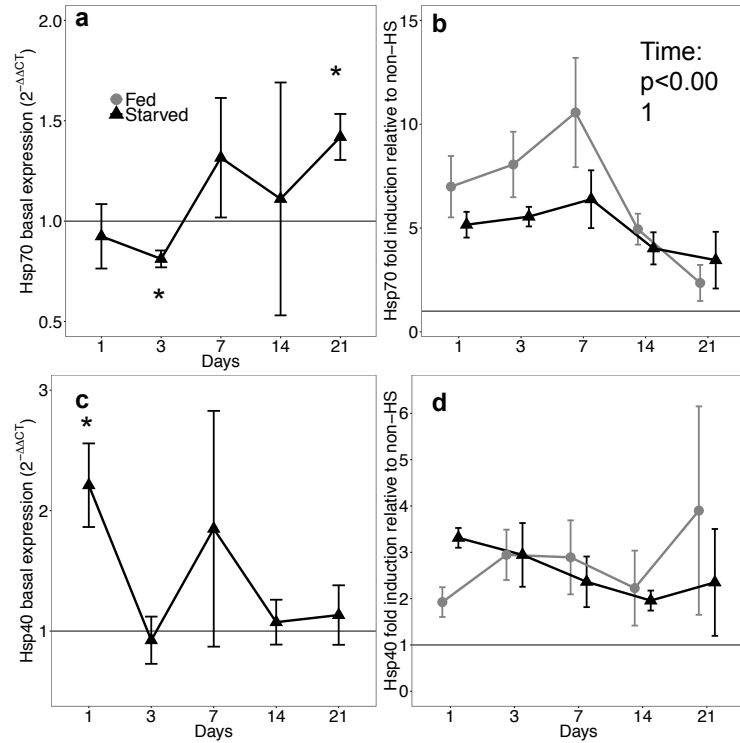 a
Hsp70 basal expression (2⁻ΔΔCT)
2.0
1.5
1.0
0.5
Fed
Starved
*
*
1 3 7 14 21
Days
b
Hsp70 fold induction relative to non−HS
15
10
5
0
Time:
p<0.00
1
1 3 7 14 21
c
Hsp40 basal expression (2⁻ΔΔCT)
3
2
1
*
1 3 7 14 21
Days
d
Hsp40 fold induction relative to non−HS
6
5
4
3
2
1
0
1 3 7 14 21
Days